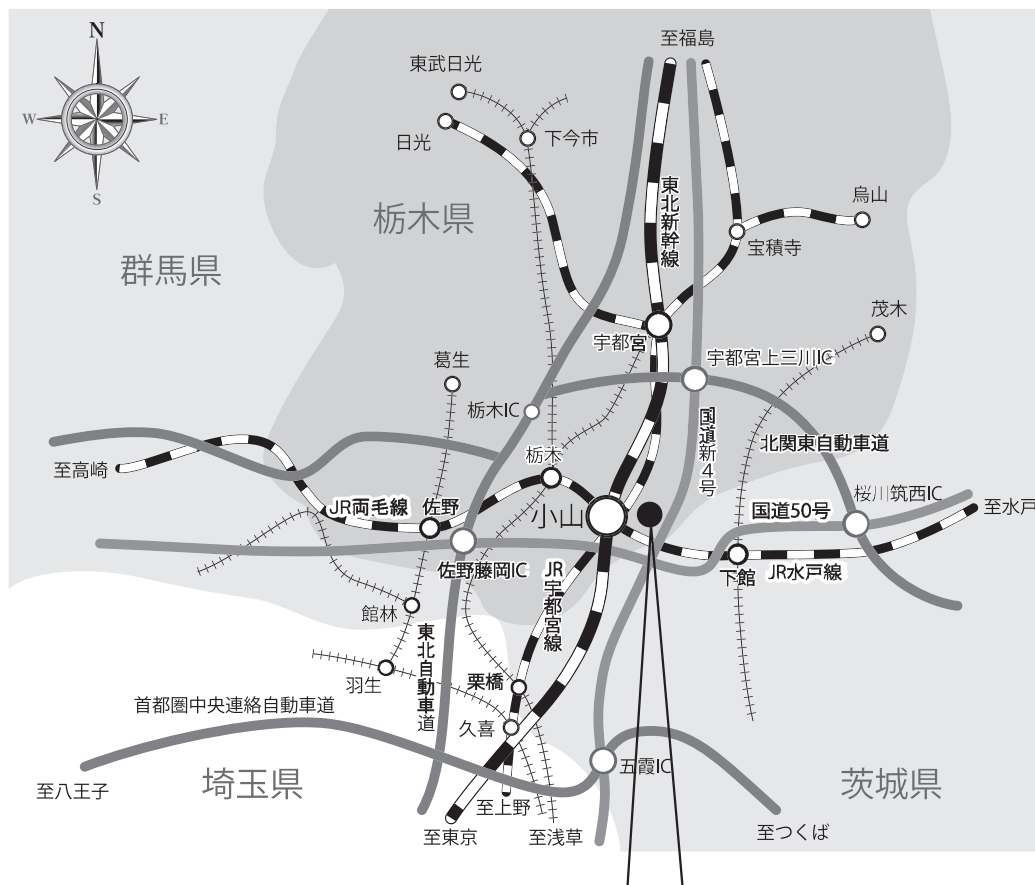 N
W
E
S
至福島
東武日光
日光
下今市
栃木県
群馬県
東北新幹線
烏山
宝積寺
茂木
宇都宮
宇都宮上三川IC
葛生
栃木IC
国道新4号
北関東自動車道
至高崎
栃木
桜川筑西IC
JR両毛線
佐野
小山
国道50号
至水戸
佐野藤岡IC
JR宇都宮線
下館
JR水戸線
館林
東北自動車道
羽生
栗橋
首都圏中央連絡自動車道
久喜
至八王子
埼玉県
五霞IC
茨城県
至上野
至東京
至浅草
至つくば